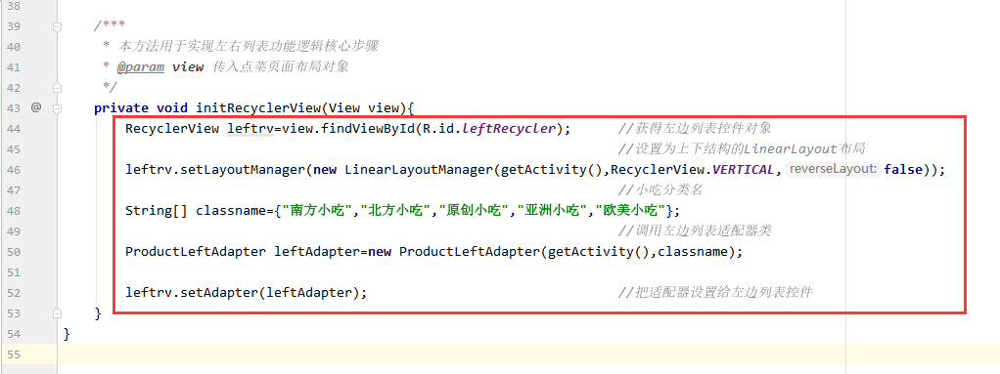 38
39 /***
40 * 本方法用于实现左右列表功能逻辑核心步骤
41 * @param view 传入点菜页面布局对象
42 */
43 @ private void initRecyclerView(View view){
44 RecyclerView leftrv=view.findViewById(R.id.leftRecycler); //获得左边列表控件对象
45 //设置为上下结构的LinearLayout布局
46 leftrv.setLayoutManager(new LinearLayoutManager(getActivity(),RecyclerView.VERTICAL, reverseLayout: false));
47 //小吃分类名
48 String[] classname={"南方小吃","北方小吃","原创小吃","亚洲小吃","欧美小吃"};
49 //调用左边列表适配器类
50 ProductLeftAdapter leftAdapter=new ProductLeftAdapter(getActivity(),classname);
51
52 leftrv.setAdapter(leftAdapter); //把适配器设置给左边列表控件
53 }
54 }
55